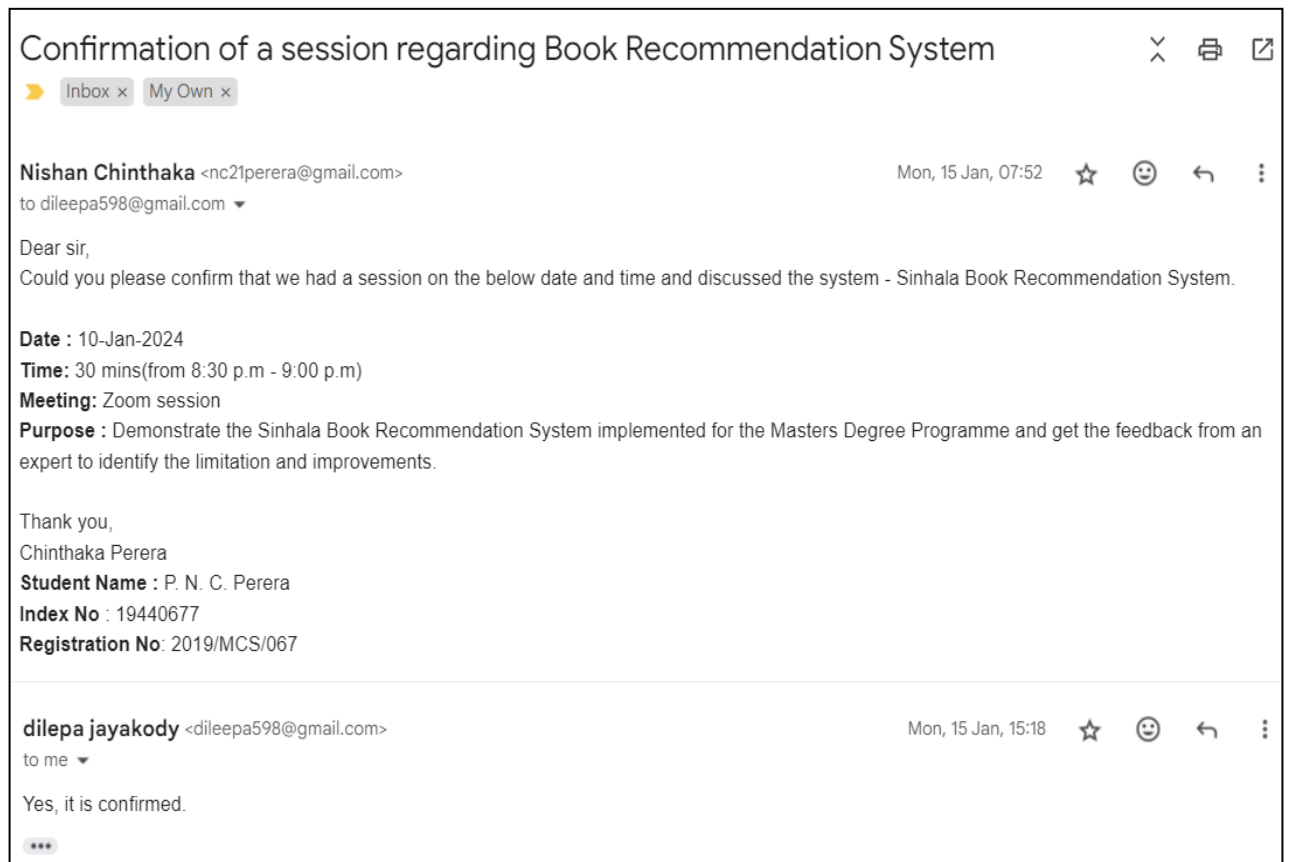 Confirmation of a session regarding Book Recommendation System
Inbox × My Own ×
Nishan Chinthaka <nc21perera@gmail.com> Mon, 15 Jan, 07:52
to dileepa598@gmail.com
Dear sir,
Could you please confirm that we had a session on the below date and time and discussed the system - Sinhala Book Recommendation System.
Date : 10-Jan-2024
Time: 30 mins(from 8:30 p.m - 9:00 p.m)
Meeting: Zoom session
Purpose : Demonstrate the Sinhala Book Recommendation System implemented for the Masters Degree Programme and get the feedback from an
expert to identify the limitation and improvements.
Thank you,
Chinthaka Perera
Student Name : P. N. C. Perera
Index No : 19440677
Registration No: 2019/MCS/067
dilepa jayakody <dileepa598@gmail.com> Mon, 15 Jan, 15:18
to me
Yes, it is confirmed.